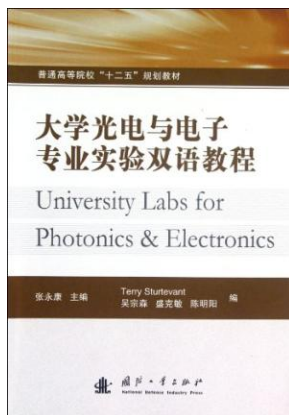 普通高等院校“十二五”规划教材
大学光电与电子
专业实验双语教程
University Labs for
Photonics & Electronics
张永康 主编
Terry Sturtevant
吴宗森 盛克敏 陈明阳 编
国防工业出版社
National Defense Industry Press